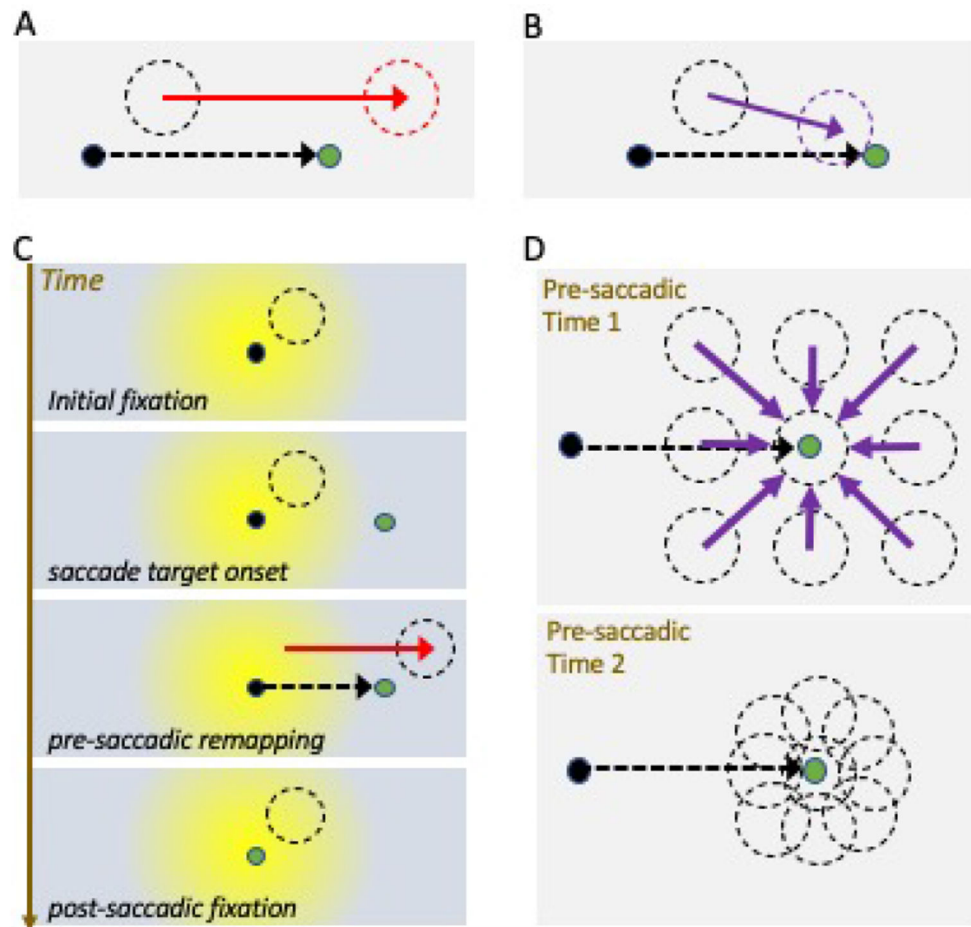 A
B
C
Time
Initial fixation
saccade target onset
pre-saccadic remapping
post-saccadic fixation
D
Pre-saccadic
Time 1
Pre-saccadic
Time 2